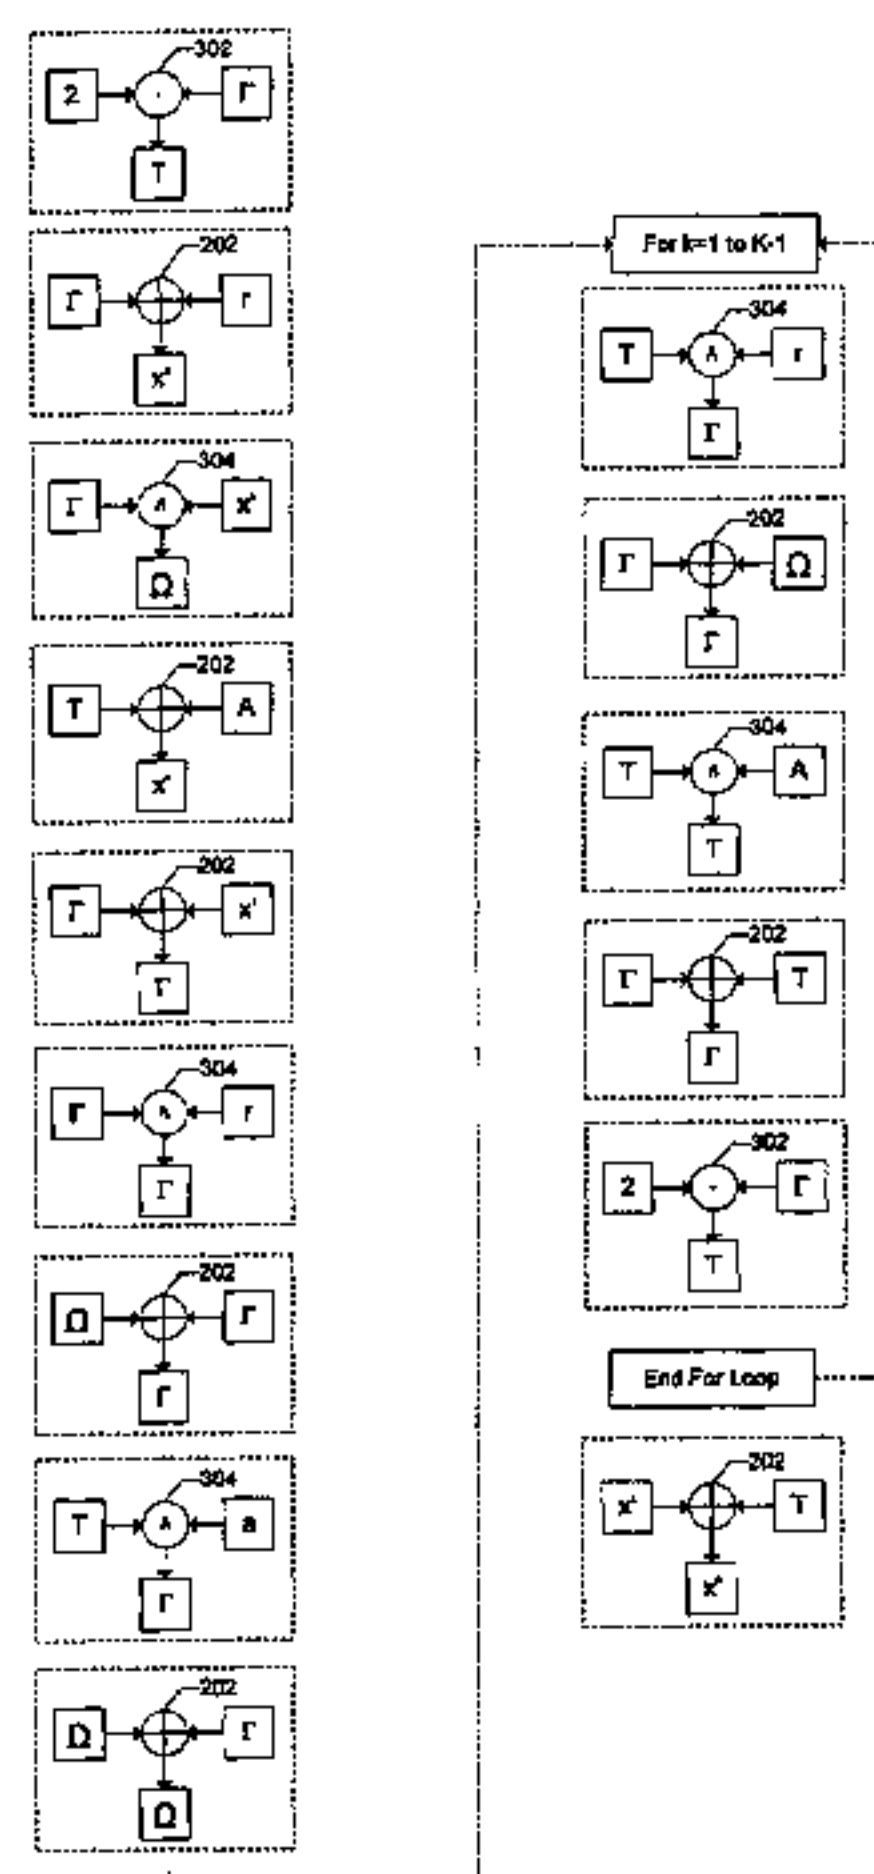 302
2 · Γ
T
202
Γ r
x'
304
Γ ∧ x'
Ω
202
T A
x'
202
Γ x'
Γ
304
Γ ∧ r
Γ
202
Ω Γ
Γ
304
T ∧ a
Γ
202
Ω Γ
Ω
For k=1 to K-1
304
T ∧ r
Γ
202
Γ Ω
Γ
304
T ∧ A
T
202
Γ T
Γ
302
2 · Γ
T
End For Loop
202
x' T
x'